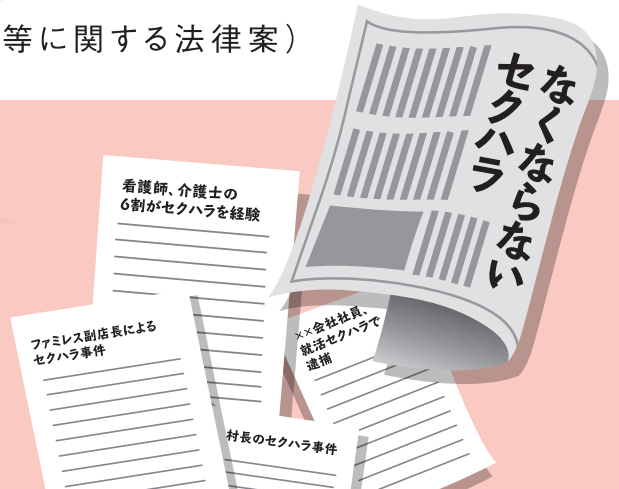 等に関する法律案）
なくならない
セクハラ
看護師、介護士の
6割がセクハラを経験
ファミレス副店長による
セクハラ事件
××会社社員、
就活セクハラで
逮捕
村長のセクハラ事件